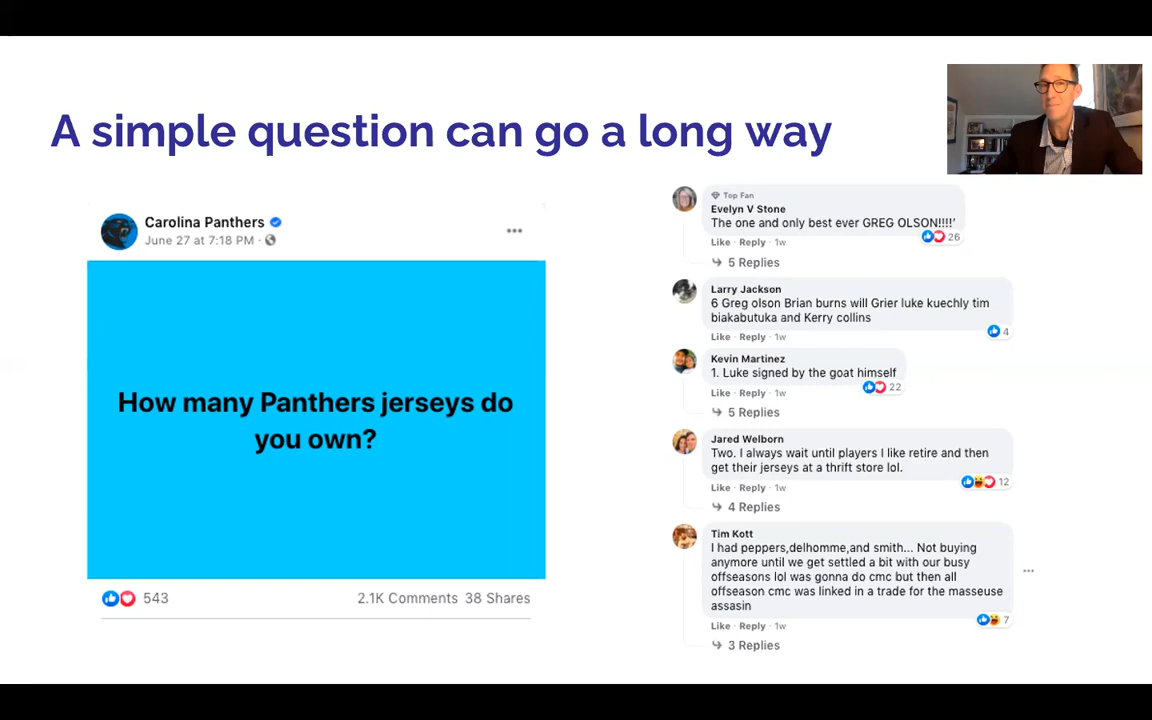 A simple question can go a long way
Carolina Panthers
June 27 at 7:18 PM ·
How many Panthers jerseys do
you own?
543
2.1K Comments 38 Shares
Top Fan
Evelyn V Stone
The one and only best ever GREG OLSON!!!!'
26
Like · Reply · 1w
5 Replies
Larry Jackson
6 Greg olson Brian burns will Grier luke kuechly tim
biakabutuka and Kerry collins
4
Like · Reply · 1w
Kevin Martinez
1. Luke signed by the goat himself
22
Like · Reply · 1w
5 Replies
Jared Welborn
Two. I always wait until players I like retire and then
get their jerseys at a thrift store lol.
12
Like · Reply · 1w
4 Replies
Tim Kott
I had peppers,delhomme,and smith... Not buying
anymore until we get settled a bit with our busy
offseasons lol was gonna do cmc but then all
offseason cmc was linked in a trade for the masseuse
assasin
7
Like · Reply · 1w
3 Replies